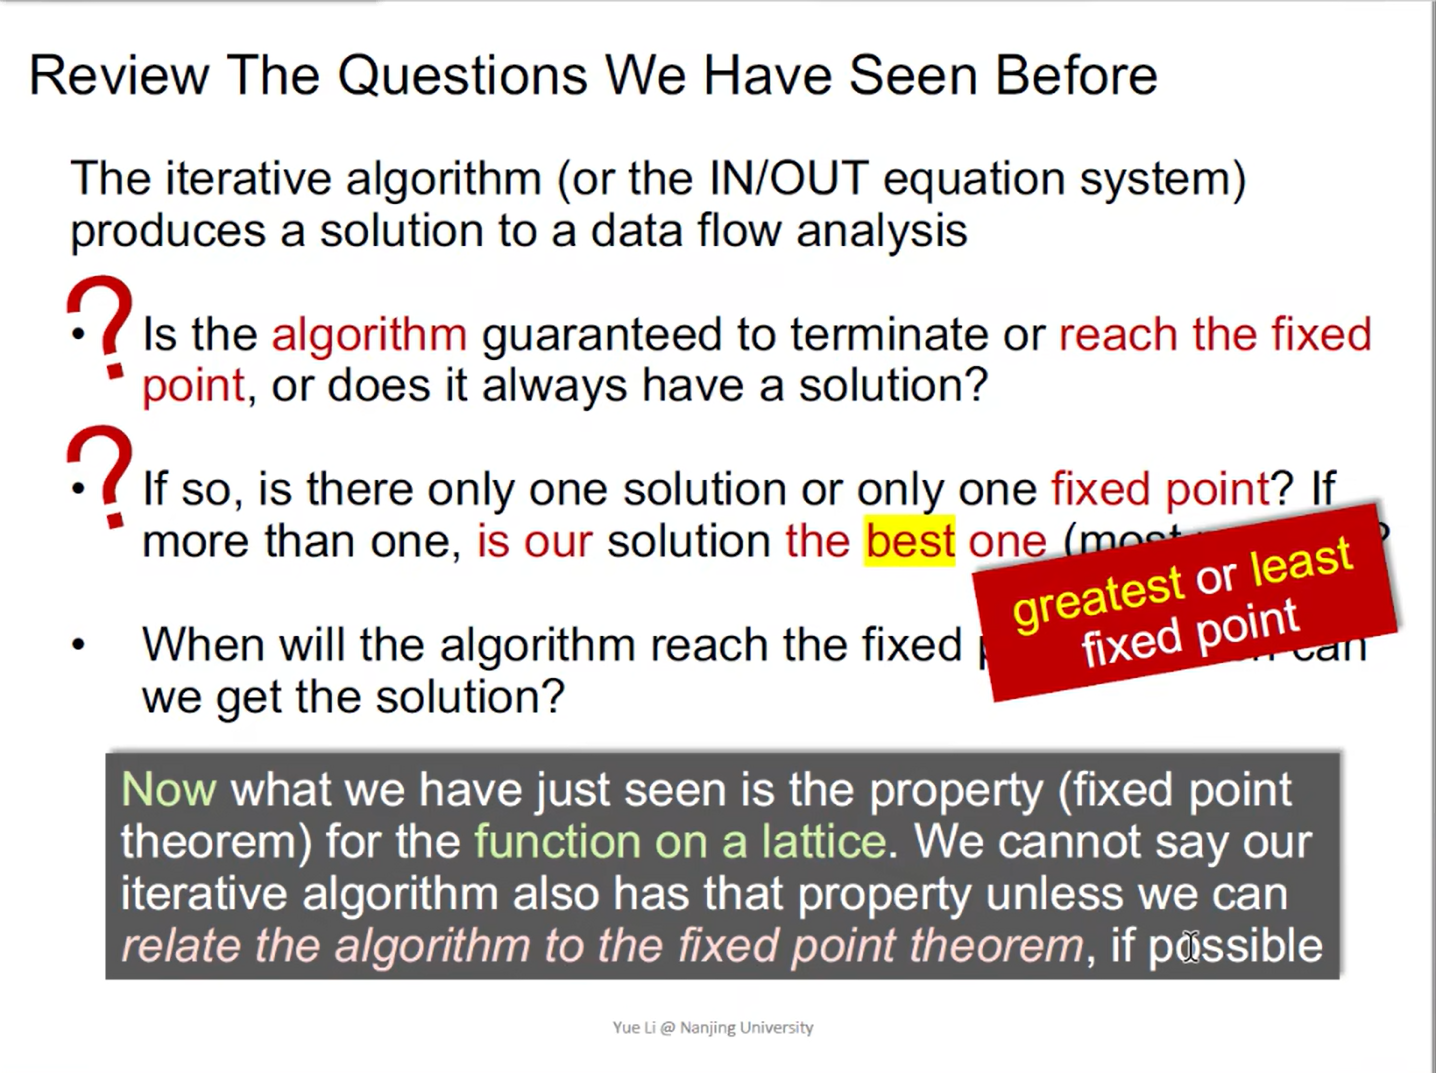 Review The Questions We Have Seen Before
The iterative algorithm (or the IN/OUT equation system)
produces a solution to a data flow analysis
?
• Is the algorithm guaranteed to terminate or reach the fixed
point, or does it always have a solution?
?
• If so, is there only one solution or only one fixed point? If
more than one, is our solution the best one (most ?
greatest or least
fixed point
• When will the algorithm reach the fixed can
we get the solution?
Now what we have just seen is the property (fixed point
theorem) for the function on a lattice. We cannot say our
iterative algorithm also has that property unless we can
relate the algorithm to the fixed point theorem, if possible
Yue Li @ Nanjing University